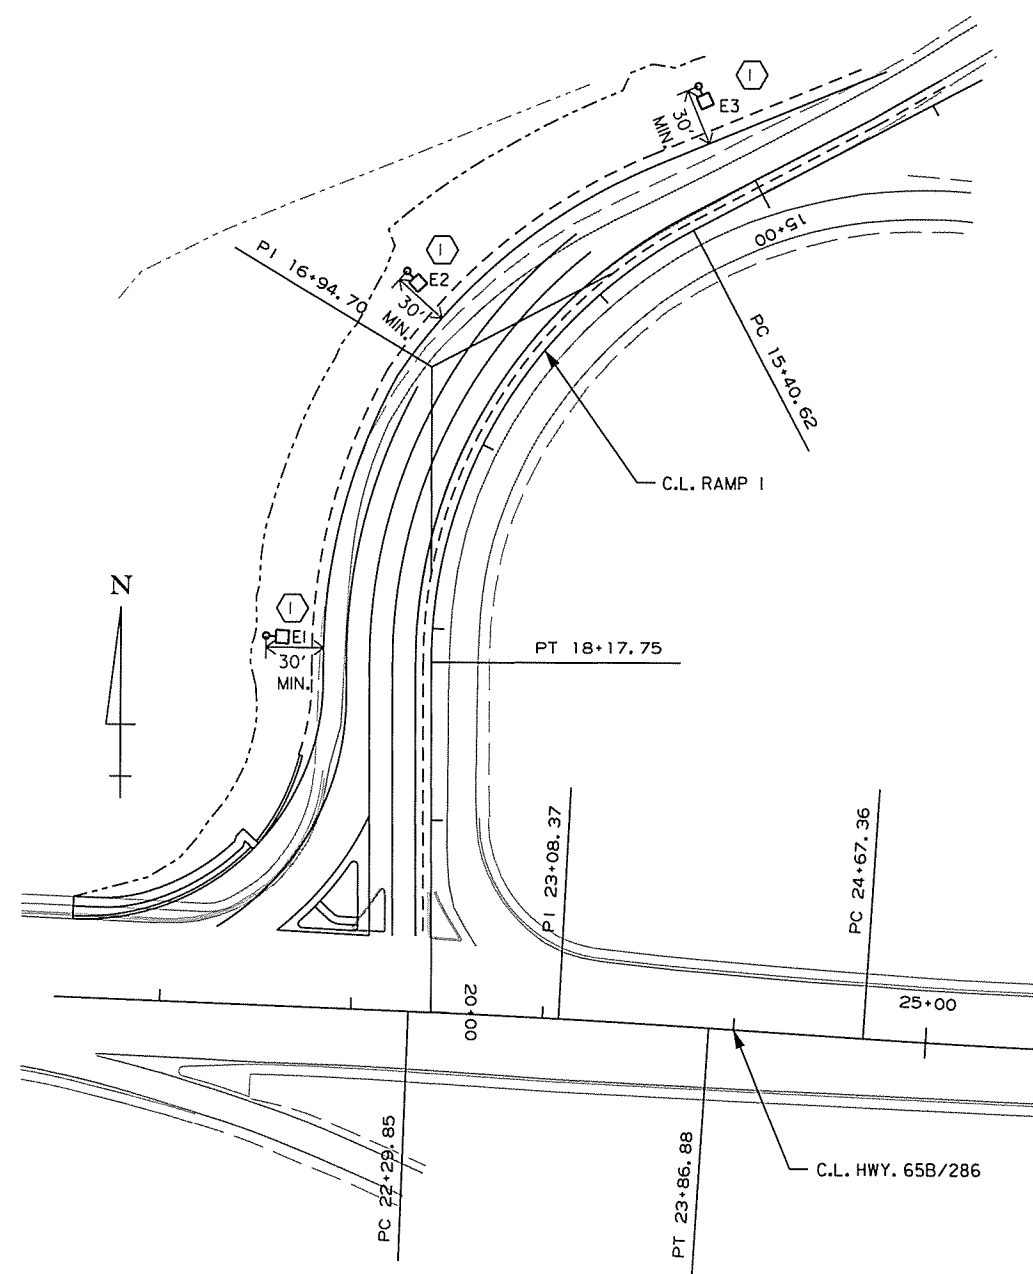 I
E3
30'
MIN.
15+00
PI 16+94.70
I
E2
30'
MIN.
PC 15+40.62
C.L. RAMP I
N
I
E1
30'
MIN.
PT 18+17.75
PI 23+08.37
PC 24+67.36
20+00
25+00
PC 22+29.85
PT 23+86.88
C.L. HWY. 65B/286